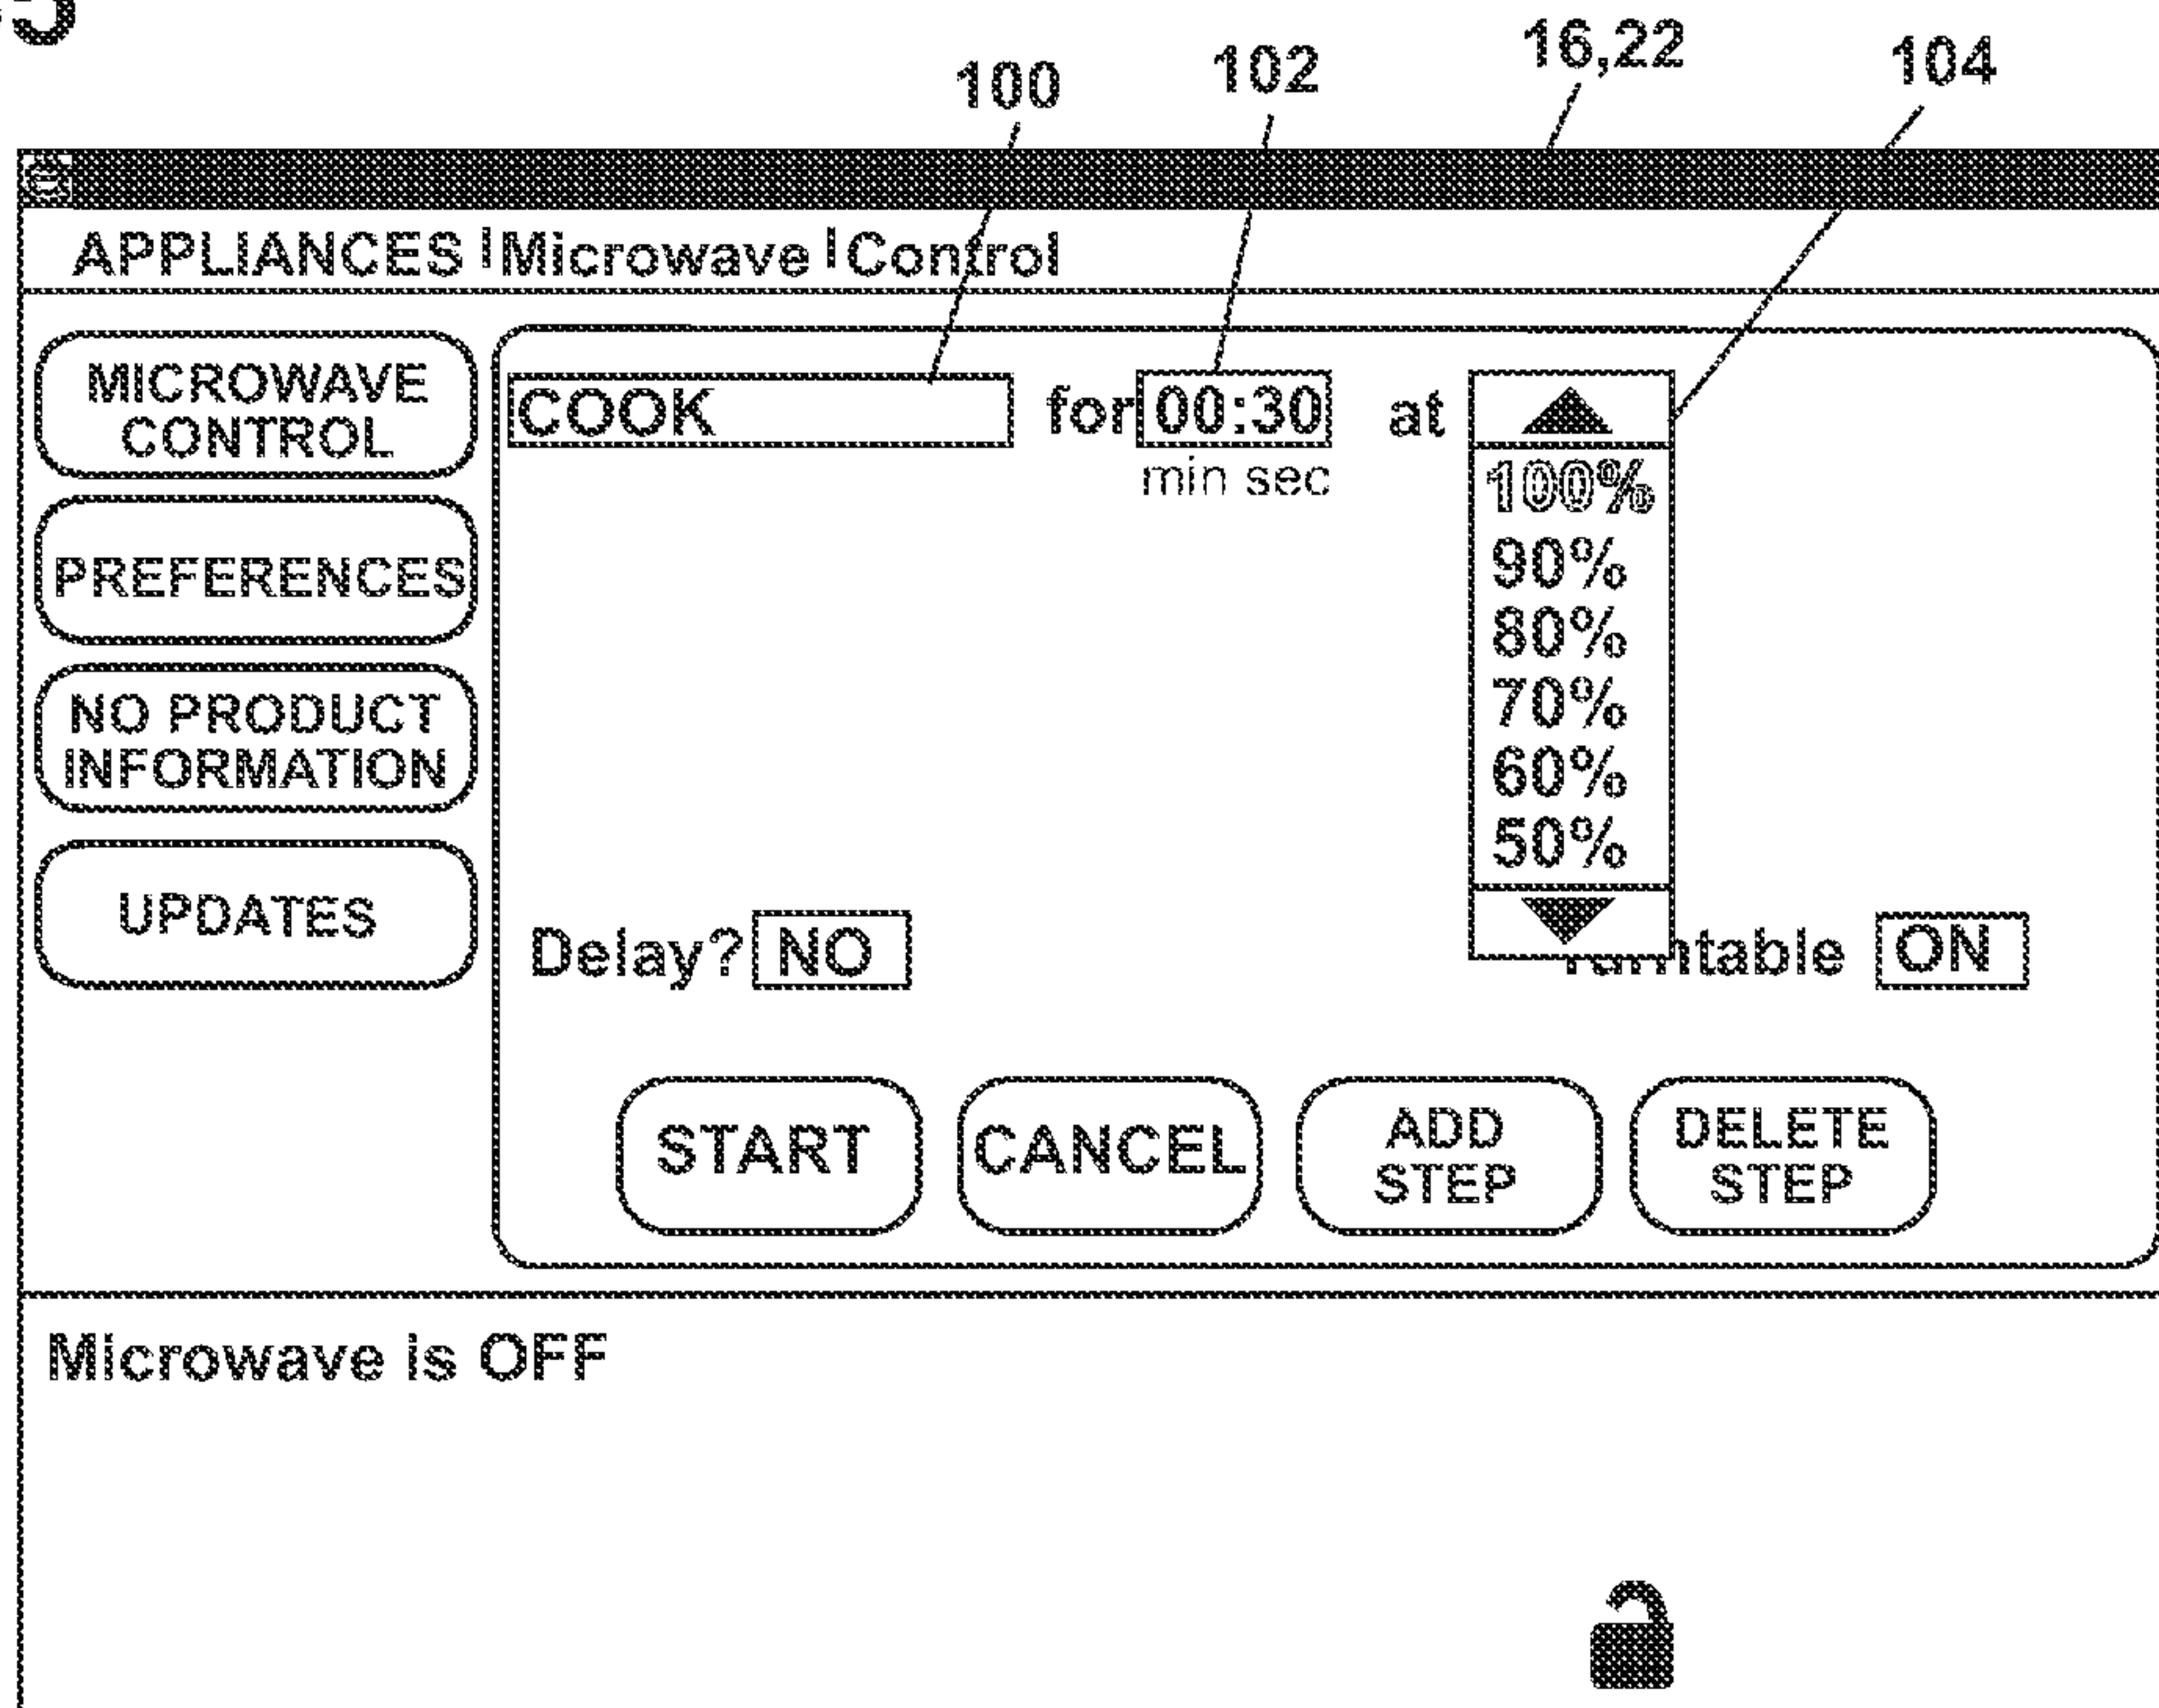 5
100 102 16,22 104
APPLIANCES Microwave Control
MICROWAVE
CONTROL
PREFERENCES
NO PRODUCT
INFORMATION
UPDATES
COOK for 00:30 at
min sec
100%
90%
80%
70%
60%
50%
Delay? NO Turntable ON
START CANCEL ADD
STEP DELETE
STEP
Microwave is OFF